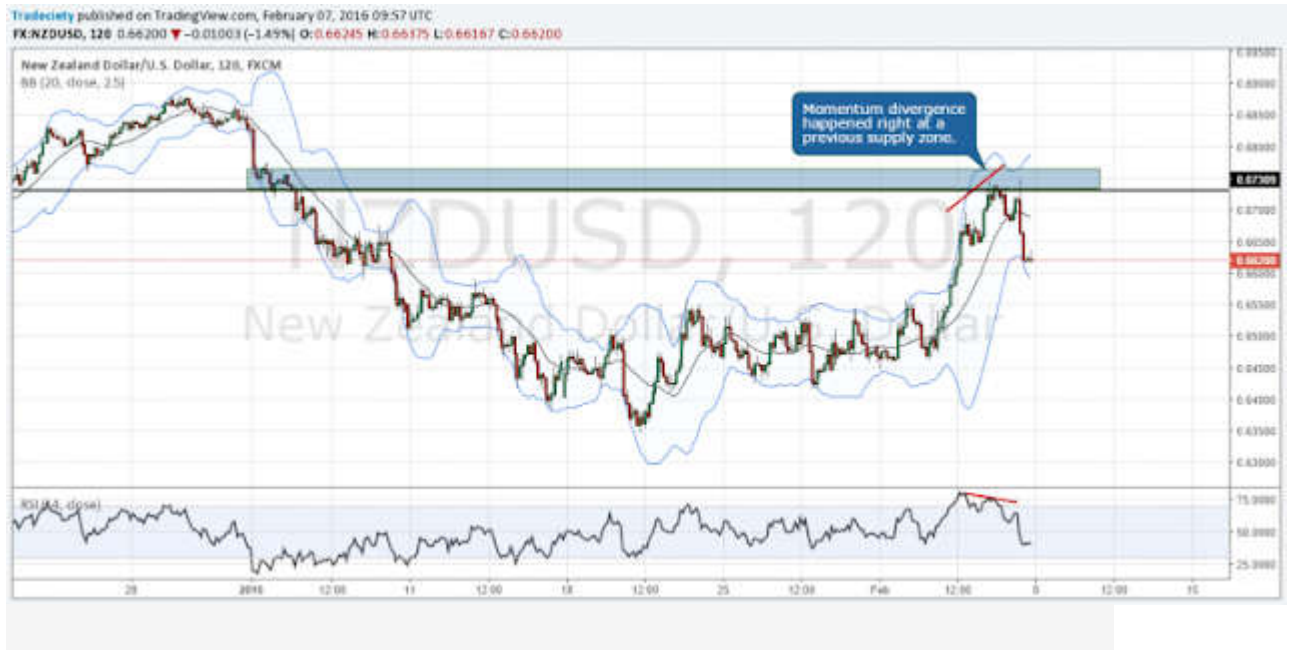 Tradeciety published on TradingView.com, February 07, 2016 09:57 UTC
FX:NZDUSD, 120 0.66200 ▼ −0.01003 (−1.49%) O:0.66245 H:0.66375 L:0.66167 C:0.66200
New Zealand Dollar/U.S. Dollar, 120, FXCM
BB (20, close, 2.5)
Momentum divergence
happened right at a
previous supply zone.
NZDUSD, 120
New Zealand Dollar/U.S. Dollar
0.69500
0.69000
0.68500
0.68000
0.67309
0.67000
0.66500
0.66200
0.66000
0.65500
0.65000
0.64500
0.64000
0.63500
0.63000
RSI (14, close)
75.0000
50.0000
25.0000
28 2016 12:00 11 12:00 18 12:00 25 12:00 Feb 12:00 8 12:00 15